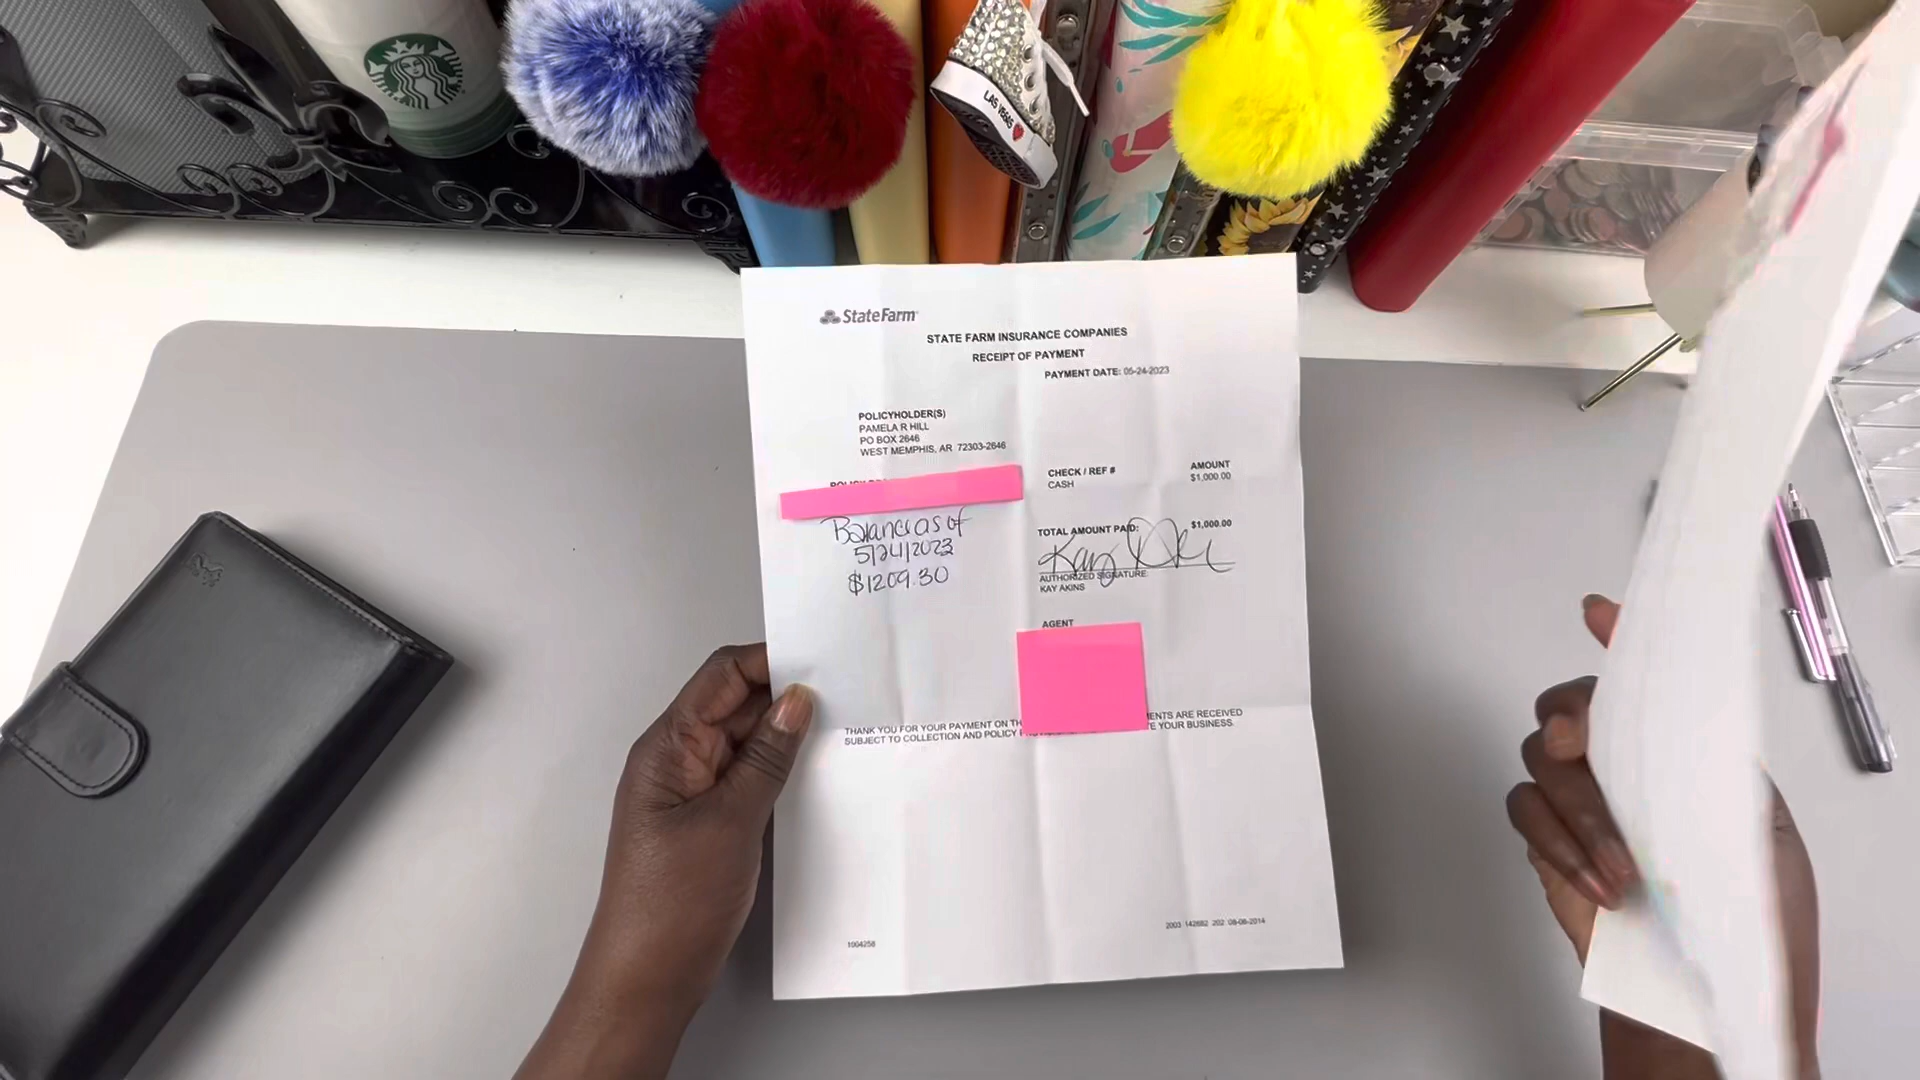 LAS VEGAS
StateFarm
STATE FARM INSURANCE COMPANIES
RECEIPT OF PAYMENT
PAYMENT DATE: 05-24-2023
POLICYHOLDER(S)
PAMELA R HILL
PO BOX 2646
WEST MEMPHIS, AR 72303-2646
CHECK / REF #
CASH
AMOUNT
$1,000.00
Balance as of
5/24/2023
$1209.30
TOTAL AMOUNT PAID:
$1,000.00
AUTHORIZED SIGNATURE
KAY AKINS
AGENT
THANK YOU FOR YOUR PAYMENT ON
SUBJECT TO COLLECTION AND POLICY
ARE RECEIVED
YOUR BUSINESS.
1004258
2003 142682 202 08-08-2014